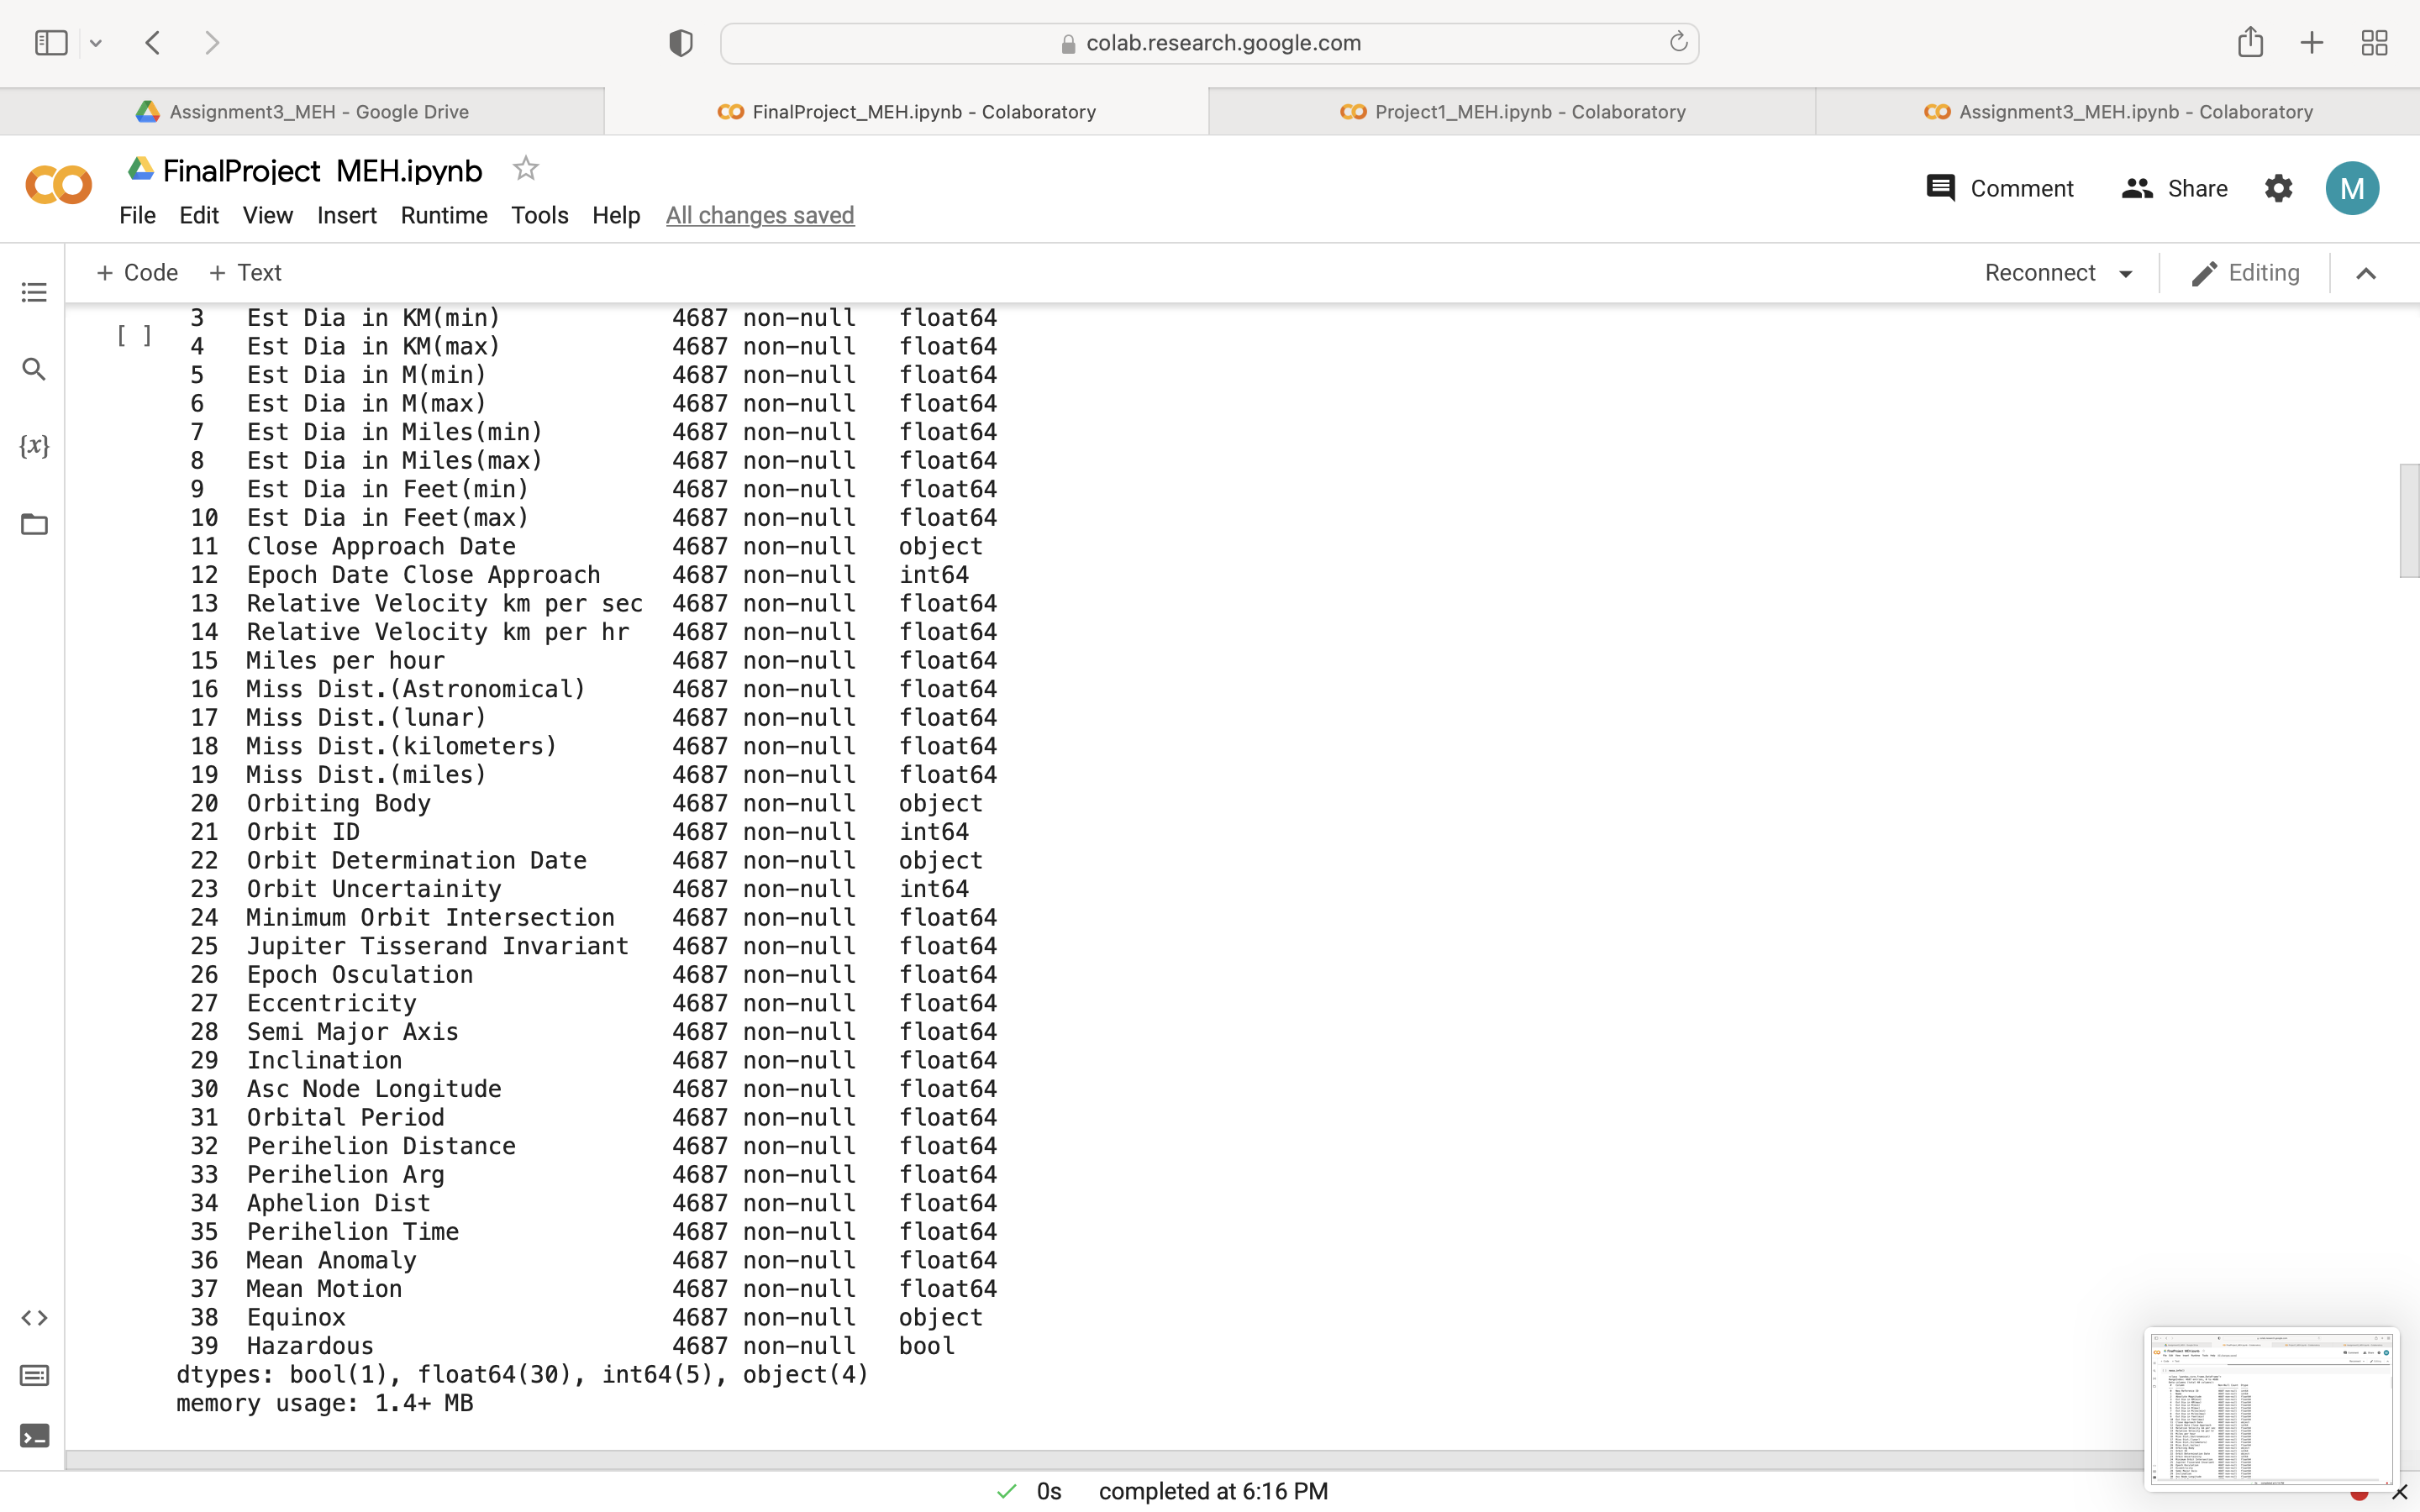 colab.research.google.com
Assignment3_MEH - Google Drive
FinalProject_MEH.ipynb - Colaboratory
Project1_MEH.ipynb - Colaboratory
Assignment3_MEH.ipynb - Colaboratory
FinalProject MEH.ipynb
File Edit View Insert Runtime Tools Help All changes saved
Comment Share M
+ Code + Text
Reconnect Editing
[ ]
3 Est Dia in KM(min) 4687 non-null float64
4 Est Dia in KM(max) 4687 non-null float64
5 Est Dia in M(min) 4687 non-null float64
6 Est Dia in M(max) 4687 non-null float64
7 Est Dia in Miles(min) 4687 non-null float64
8 Est Dia in Miles(max) 4687 non-null float64
9 Est Dia in Feet(min) 4687 non-null float64
10 Est Dia in Feet(max) 4687 non-null float64
11 Close Approach Date 4687 non-null object
12 Epoch Date Close Approach 4687 non-null int64
13 Relative Velocity km per sec 4687 non-null float64
14 Relative Velocity km per hr 4687 non-null float64
15 Miles per hour 4687 non-null float64
16 Miss Dist.(Astronomical) 4687 non-null float64
17 Miss Dist.(lunar) 4687 non-null float64
18 Miss Dist.(kilometers) 4687 non-null float64
19 Miss Dist.(miles) 4687 non-null float64
20 Orbiting Body 4687 non-null object
21 Orbit ID 4687 non-null int64
22 Orbit Determination Date 4687 non-null object
23 Orbit Uncertainity 4687 non-null int64
24 Minimum Orbit Intersection 4687 non-null float64
25 Jupiter Tisserand Invariant 4687 non-null float64
26 Epoch Osculation 4687 non-null float64
27 Eccentricity 4687 non-null float64
28 Semi Major Axis 4687 non-null float64
29 Inclination 4687 non-null float64
30 Asc Node Longitude 4687 non-null float64
31 Orbital Period 4687 non-null float64
32 Perihelion Distance 4687 non-null float64
33 Perihelion Arg 4687 non-null float64
34 Aphelion Dist 4687 non-null float64
35 Perihelion Time 4687 non-null float64
36 Mean Anomaly 4687 non-null float64
37 Mean Motion 4687 non-null float64
38 Equinox 4687 non-null object
39 Hazardous 4687 non-null bool
dtypes: bool(1), float64(30), int64(5), object(4)
memory usage: 1.4+ MB
{x}
0s completed at 6:16 PM